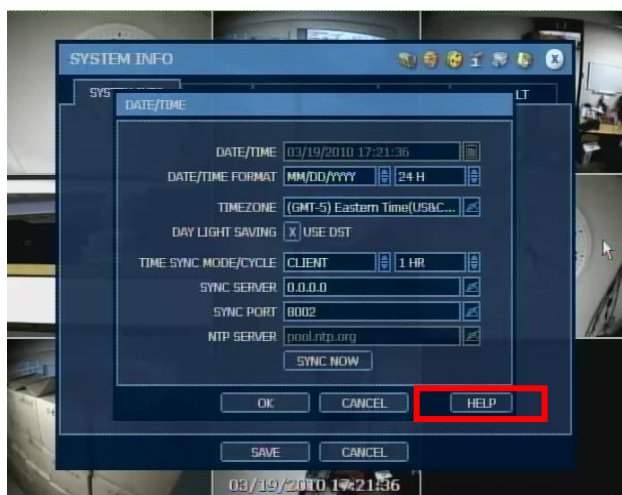 SYSTEM INFO
SYS LT
DATE/TIME
DATE/TIME 03/19/2010 17:21:36
DATE/TIME FORMAT MM/DD/YYYY 24 H
TIMEZONE (GMT-5) Eastern Time(US&C...
DAY LIGHT SAVING X USE DST
TIME SYNC MODE/CYCLE CLIENT 1 HR
SYNC SERVER 0.0.0.0
SYNC PORT 8002
NTP SERVER pool.ntp.org
SYNC NOW
OK CANCEL HELP
SAVE CANCEL
03/19/2010 17:21:36